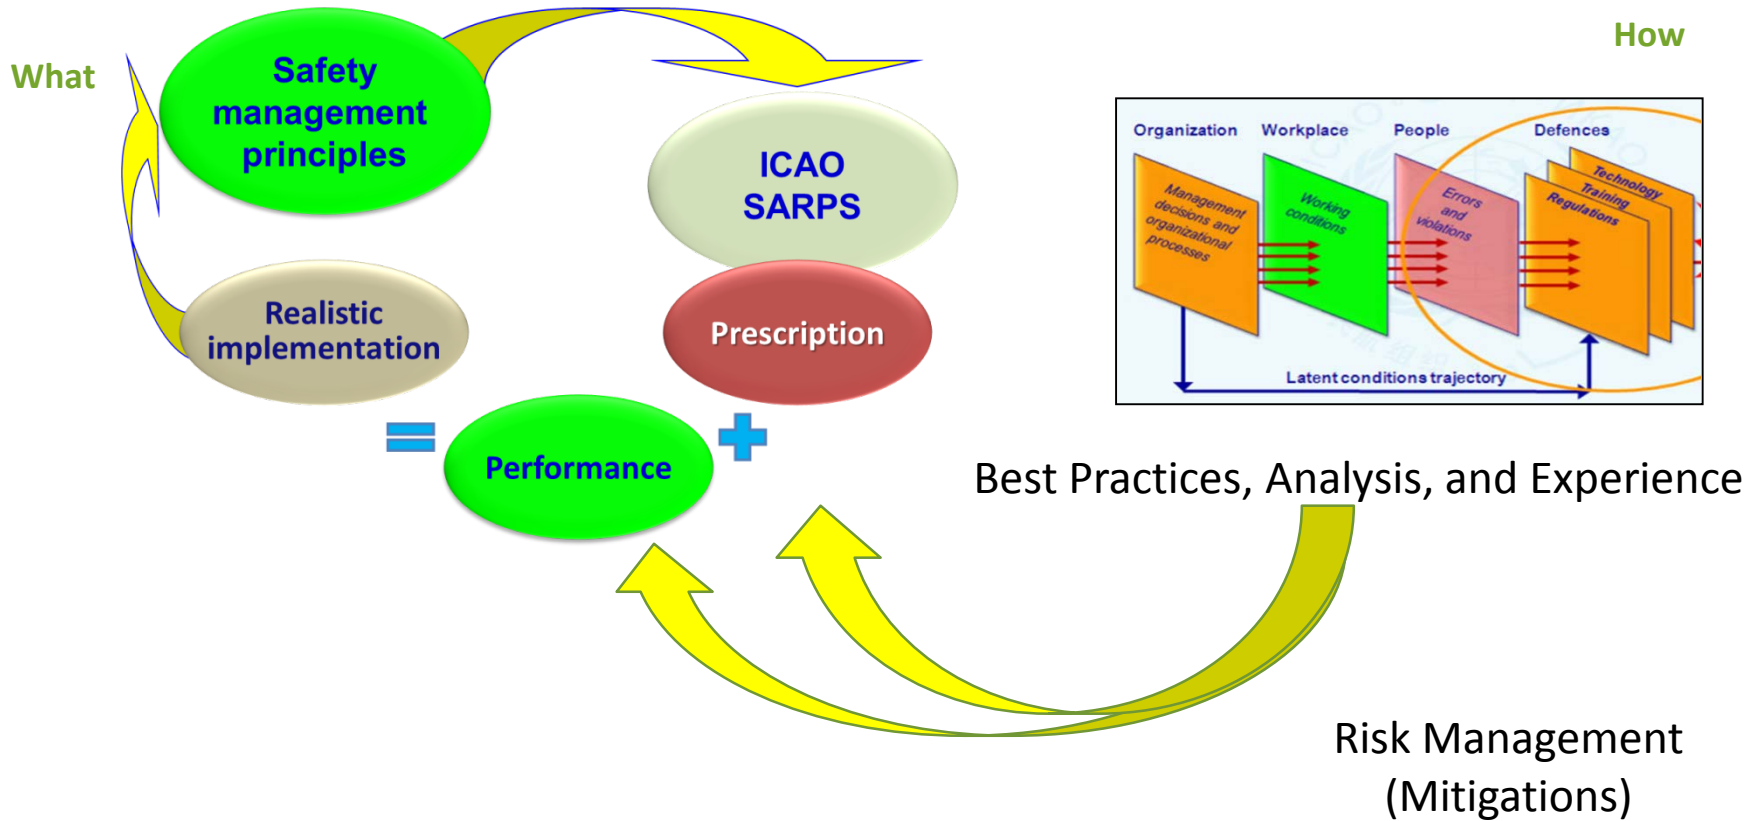 What
How
Safety
management
principles
ICAO
SARPS
Realistic
implementation
Prescription
=
Performance
+
Organization
Workplace
People
Defences
Management
decisions and
organizational
processes
Working
conditions
Errors
and
violations
Technology
Training
Regulations
Latent conditions trajectory
Best Practices, Analysis, and Experience
Risk Management
(Mitigations)